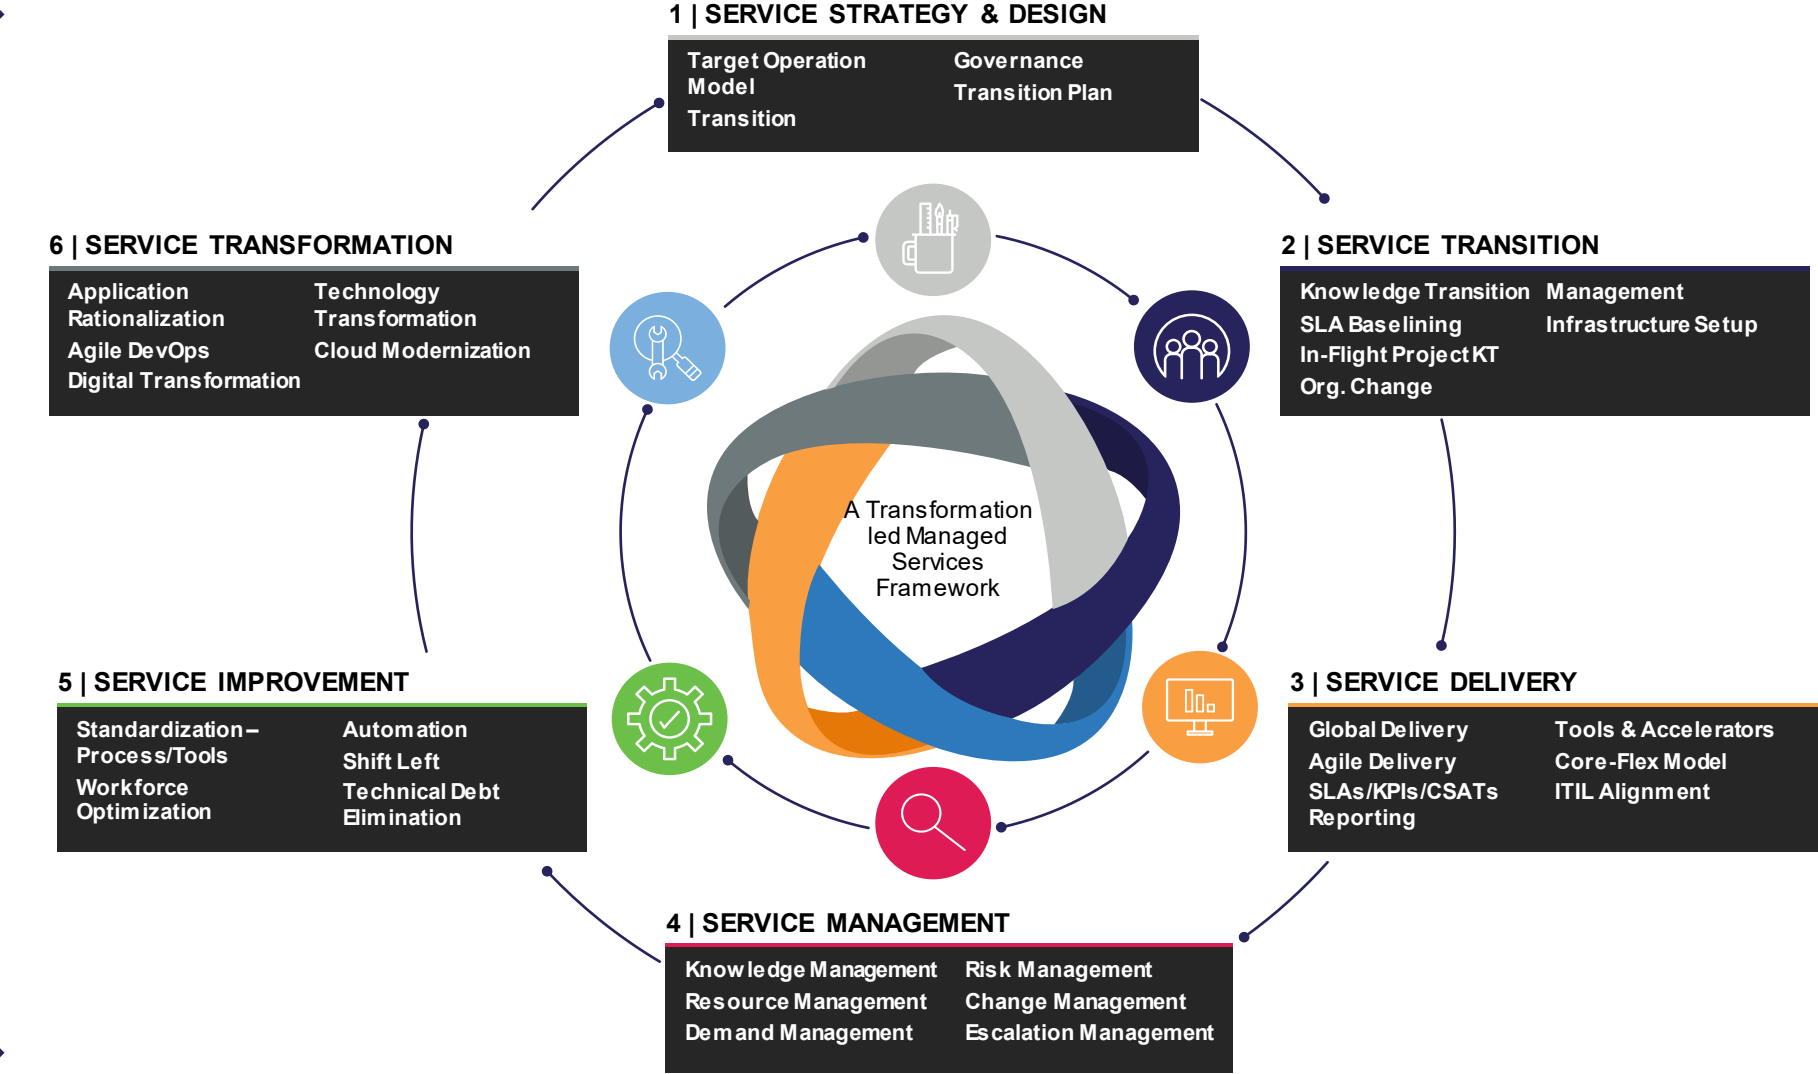 1 | SERVICE STRATEGY & DESIGN
Target Operation
Model
Transition
Governance
Transition Plan
6 | SERVICE TRANSFORMATION
Application
Rationalization
Agile DevOps
Digital Transformation
Technology
Transformation
Cloud Modernization
2 | SERVICE TRANSITION
Knowledge Transition
SLA Baselining
In-Flight Project KT
Org. Change
Management
Infrastructure Setup
A Transformation
led Managed
Services
Framework
5 | SERVICE IMPROVEMENT
Standardization –
Process/Tools
Workforce
Optimization
Automation
Shift Left
Technical Debt
Elimination
3 | SERVICE DELIVERY
Global Delivery
Agile Delivery
SLAs/KPIs/CSATs
Reporting
Tools & Accelerators
Core-Flex Model
ITIL Alignment
4 | SERVICE MANAGEMENT
Knowledge Management
Resource Management
Demand Management
Risk Management
Change Management
Escalation Management